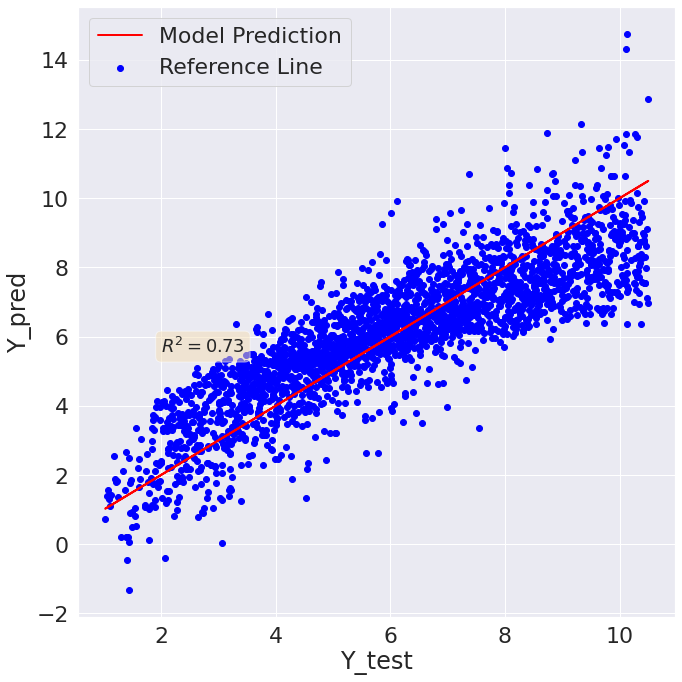 Model Prediction
Reference Line
14
12
10
8
6
4
2
0
−2
R² = 0.73
2
4
6
8
10
Y_pred
Y_test